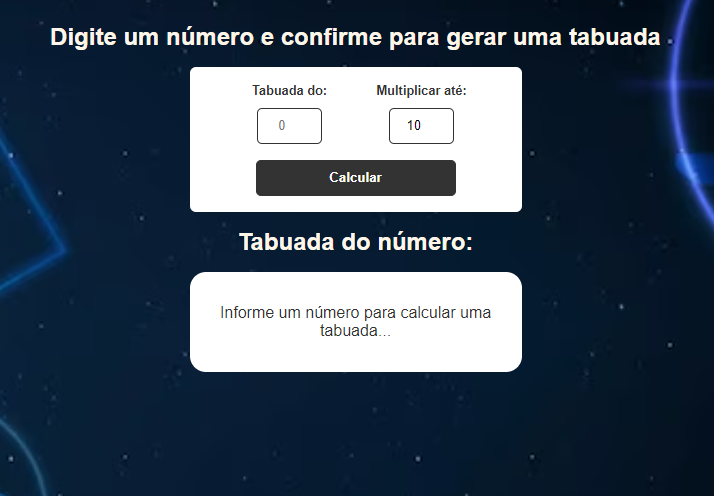 Digite um número e confirme para gerar uma tabuada
Tabuada do: Multiplicar até:
0 10
Calcular
Tabuada do número:
Informe um número para calcular uma
tabuada...